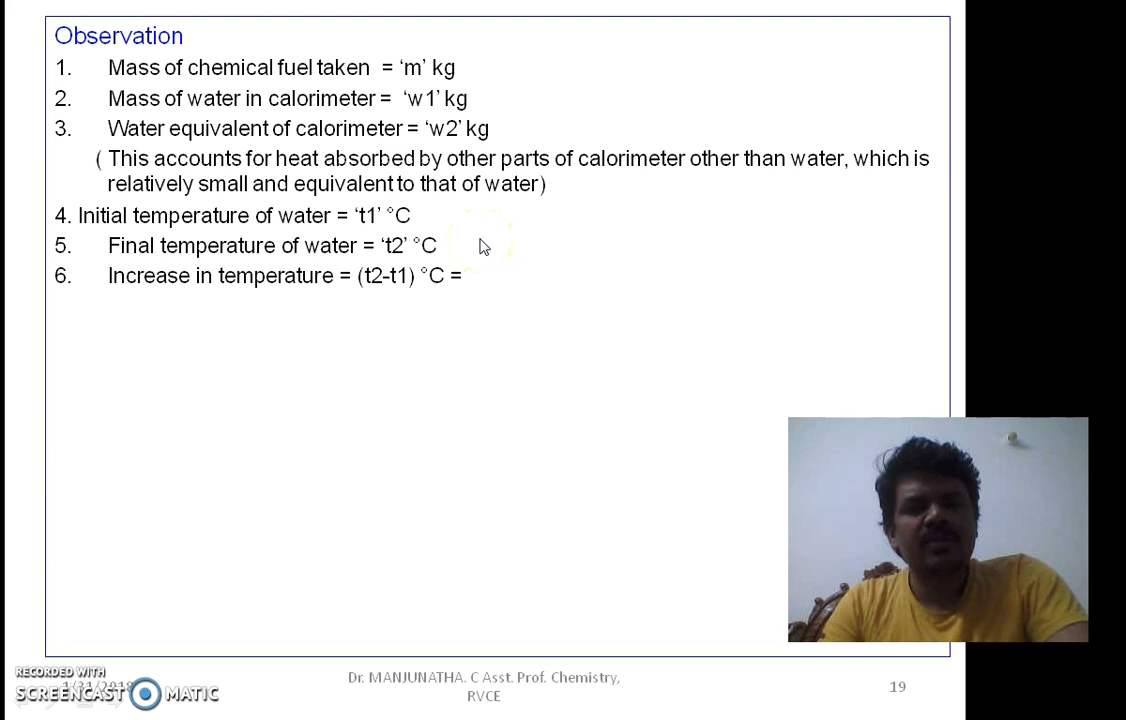 Observation
1. Mass of chemical fuel taken = ‘m’ kg
2. Mass of water in calorimeter = ‘w1’ kg
3. Water equivalent of calorimeter = ‘w2’ kg
( This accounts for heat absorbed by other parts of calorimeter other than water, which is
relatively small and equivalent to that of water)
4. Initial temperature of water = ‘t1’ °C
5. Final temperature of water = ‘t2’ °C
6. Increase in temperature = (t2-t1) °C =
RECORDED WITH
SCREENCAST MATIC
Dr. MANJUNATHA. C Asst. Prof. Chemistry,
RVCE
19